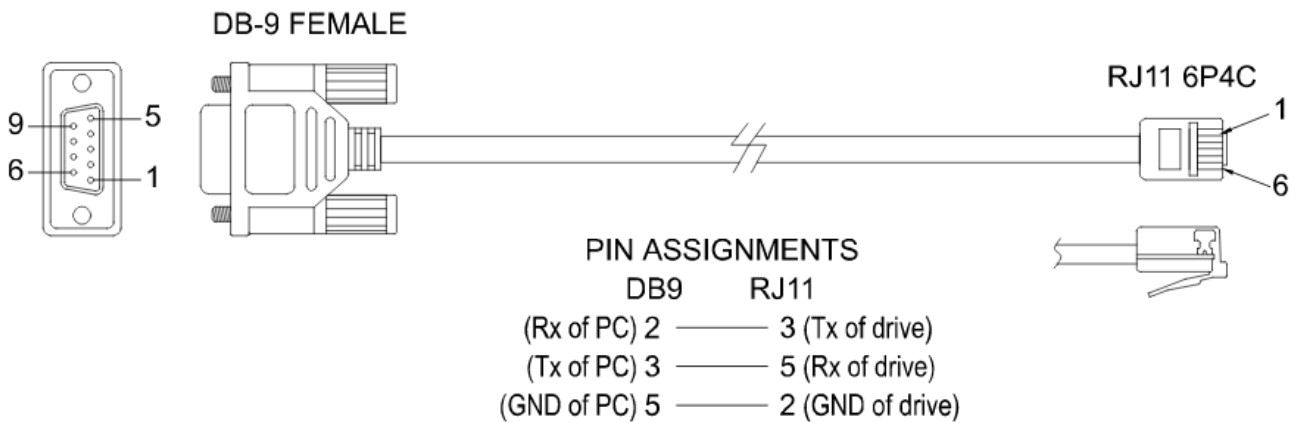 DB-9 FEMALE
RJ11 6P4C
9
5
6
1
1
6
PIN ASSIGNMENTS
DB9 RJ11
(Rx of PC) 2 3 (Tx of drive)
(Tx of PC) 3 5 (Rx of drive)
(GND of PC) 5 2 (GND of drive)